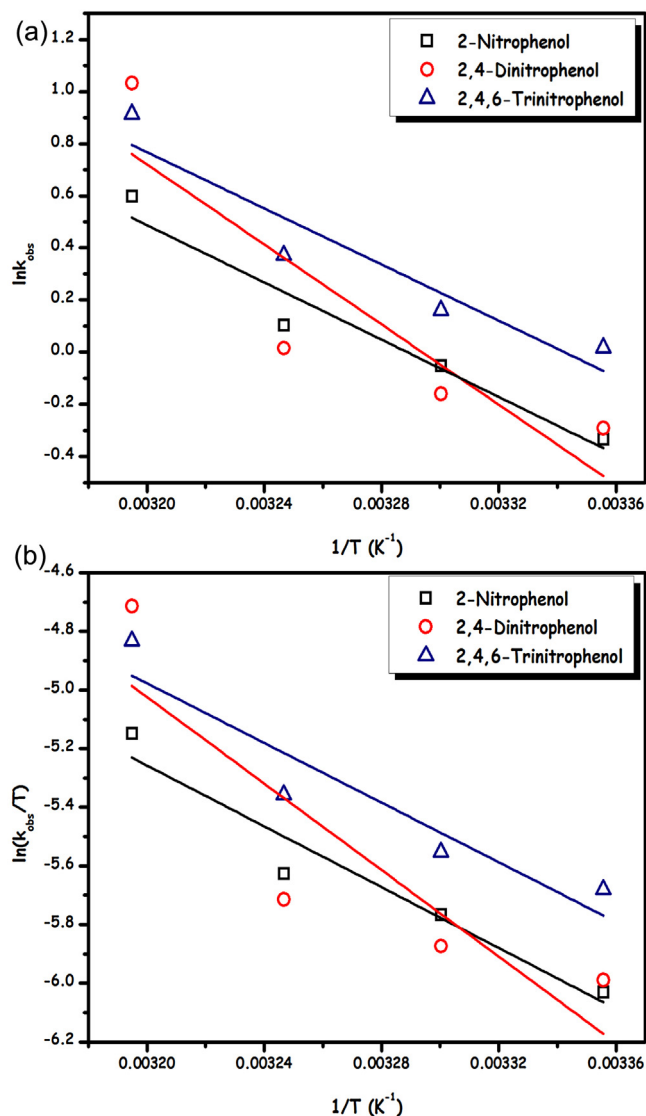 (a)
1.2
1.0
0.8
0.6
0.4
0.2
0.0
-0.2
-0.4
lnkobs
2-Nitrophenol
2,4-Dinitrophenol
2,4,6-Trinitrophenol
0.00320 0.00324 0.00328 0.00332 0.00336
1/T (K⁻¹)
(b)
-4.6
-4.8
-5.0
-5.2
-5.4
-5.6
-5.8
-6.0
-6.2
ln(kobs/T)
2-Nitrophenol
2,4-Dinitrophenol
2,4,6-Trinitrophenol
0.00320 0.00324 0.00328 0.00332 0.00336
1/T (K⁻¹)